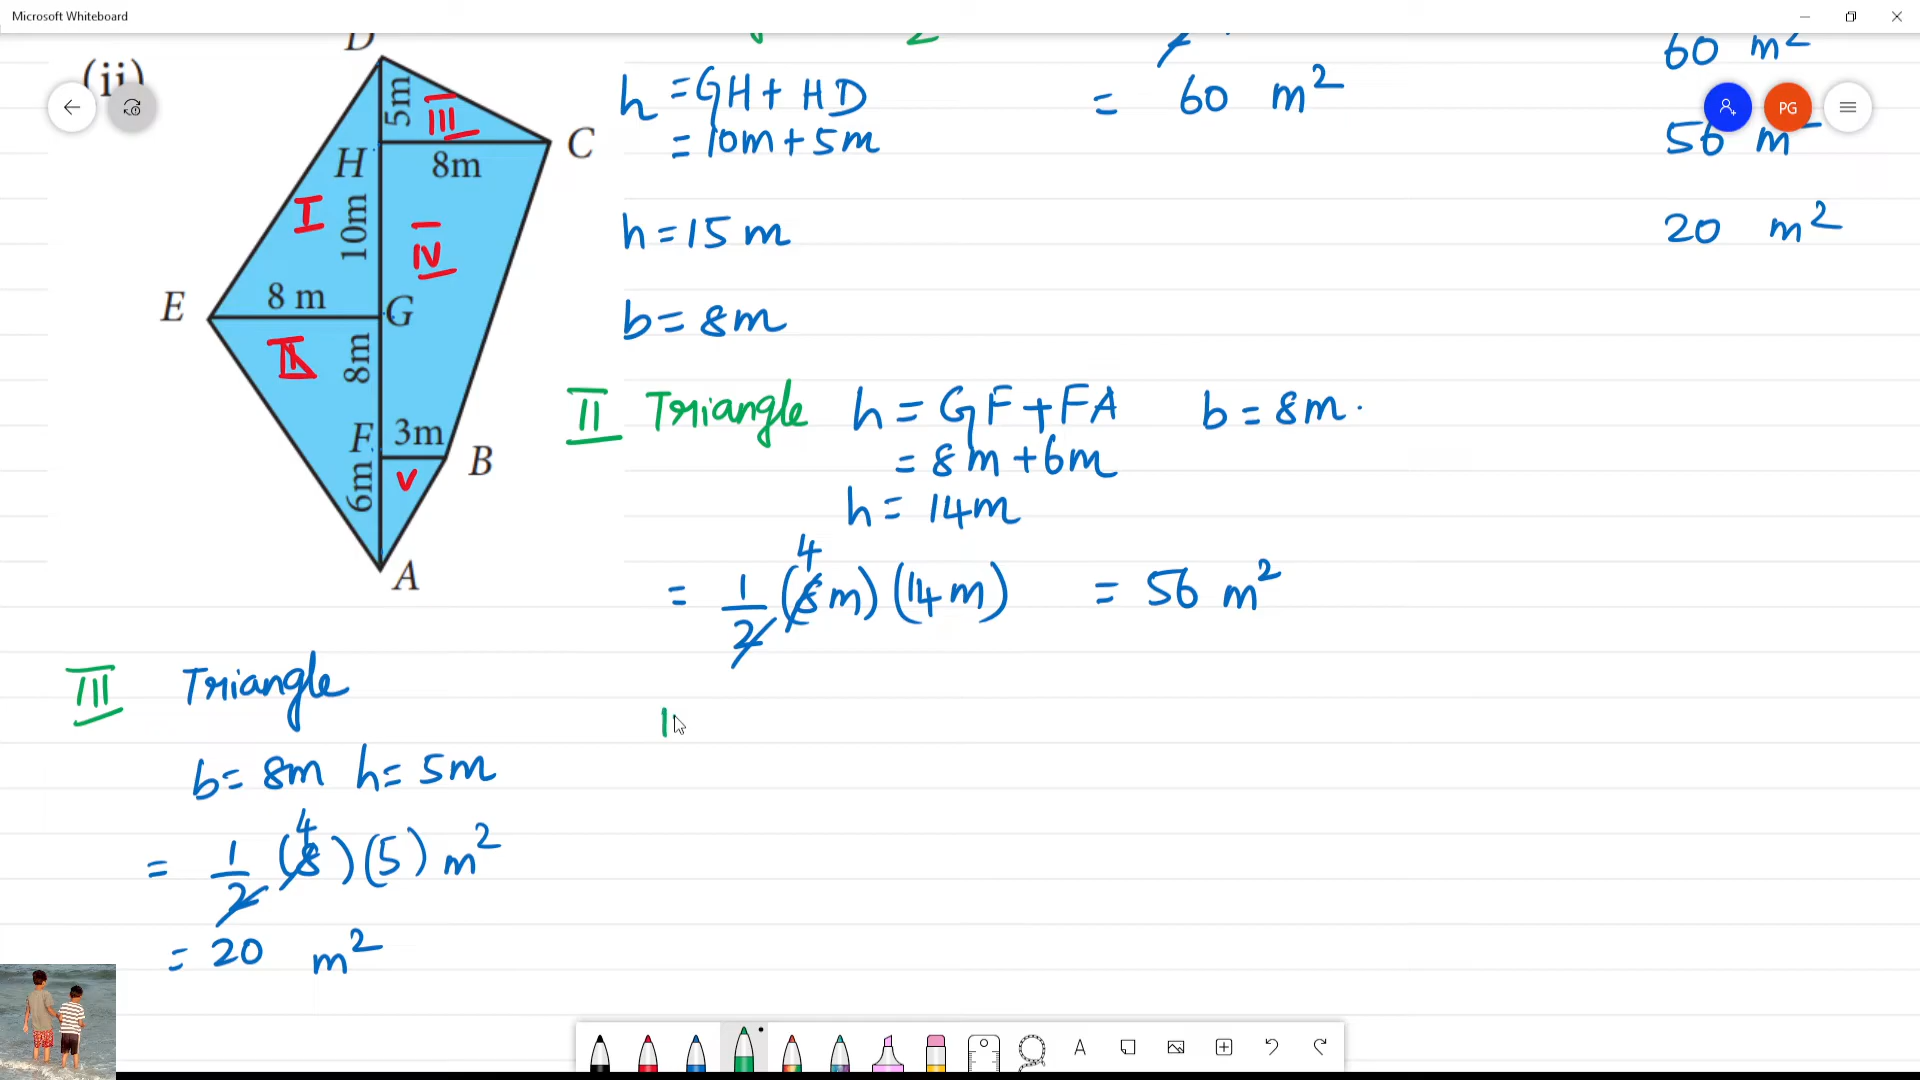 Microsoft Whiteboard
(ii)
D
5m
III
C
H
8m
I
10m
IV
E
8 m
G
II
8m
F
3m
B
6m
V
A
2
h = GH + HD
= 10m + 5m
h = 15 m
b = 8m
= 60 m²
60 m²
56 m²
20 m²
PG
II Triangle h = GF + FA b = 8m.
= 8m + 6m
h = 14m
4
= 1/2 (8m) (14m) = 56 m²
III Triangle
b = 8m h = 5m
4
= 1/2 (8) (5) m²
= 20 m²
I
A